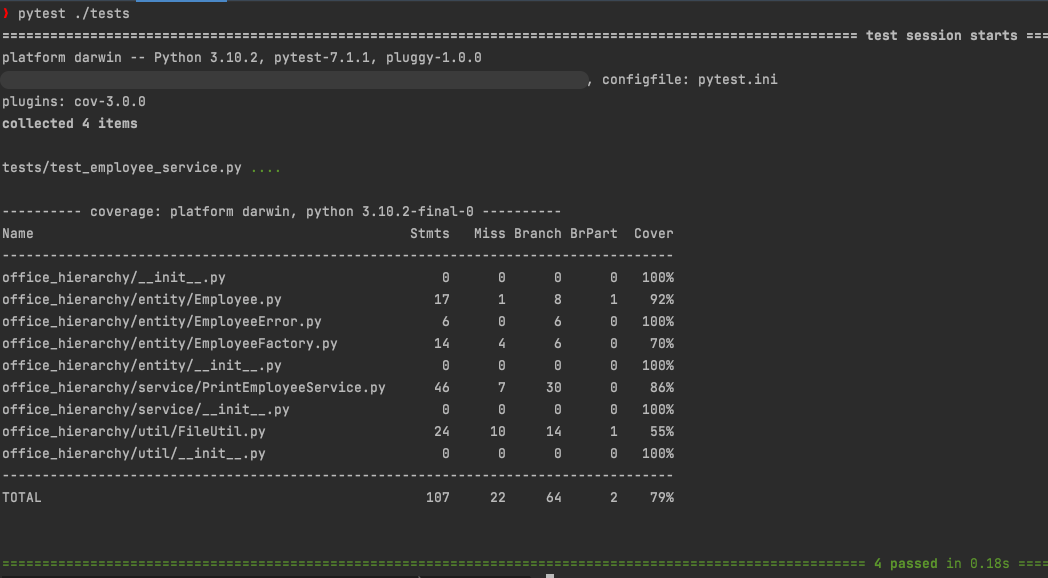 ❯ pytest ./tests
=========================================================================================================== test session starts ===
platform darwin -- Python 3.10.2, pytest-7.1.1, pluggy-1.0.0
, configfile: pytest.ini
plugins: cov-3.0.0
collected 4 items
tests/test_employee_service.py ....
---------- coverage: platform darwin, python 3.10.2-final-0 ----------
Name Stmts Miss Branch BrPart Cover
------------------------------------------------------------------------------------
office_hierarchy/__init__.py 0 0 0 0 100%
office_hierarchy/entity/Employee.py 17 1 8 1 92%
office_hierarchy/entity/EmployeeError.py 6 0 6 0 100%
office_hierarchy/entity/EmployeeFactory.py 14 4 6 0 70%
office_hierarchy/entity/__init__.py 0 0 0 0 100%
office_hierarchy/service/PrintEmployeeService.py 46 7 30 0 86%
office_hierarchy/service/__init__.py 0 0 0 0 100%
office_hierarchy/util/FileUtil.py 24 10 14 1 55%
office_hierarchy/util/__init__.py 0 0 0 0 100%
------------------------------------------------------------------------------------
TOTAL 107 22 64 2 79%
============================================================================================================ 4 passed in 0.18s ====